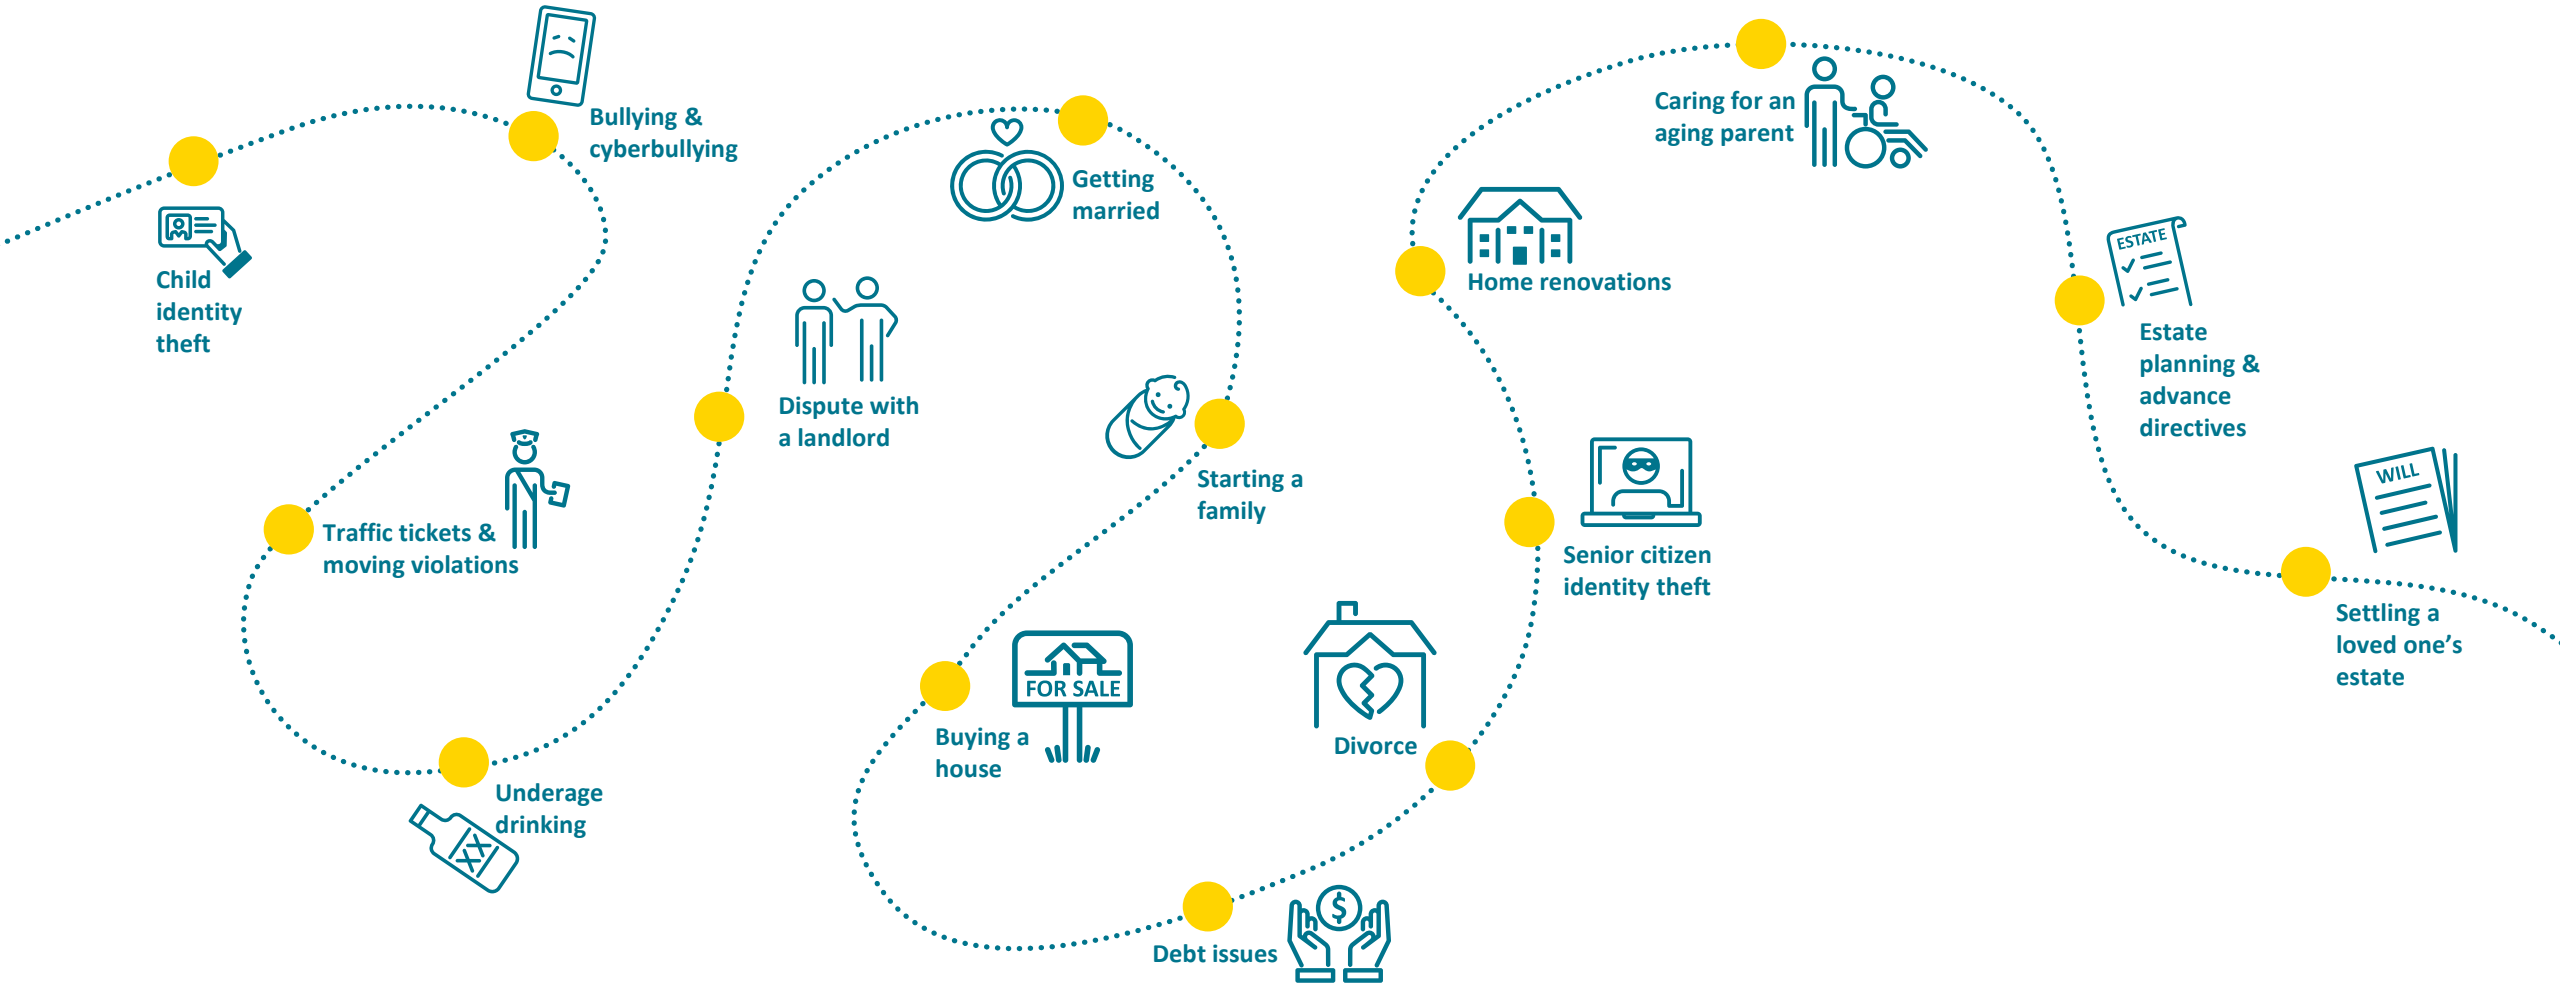 Child
identity
theft
Bullying &
cyberbullying
Traffic tickets &
moving violations
Underage
drinking
Dispute with
a landlord
Getting
married
Starting a
family
FOR SALE
Buying a
house
Debt issues
Divorce
Senior citizen
identity theft
Home renovations
Caring for an
aging parent
ESTATE
Estate
planning &
advance
directives
WILL
Settling a
loved one's
estate
XX
$